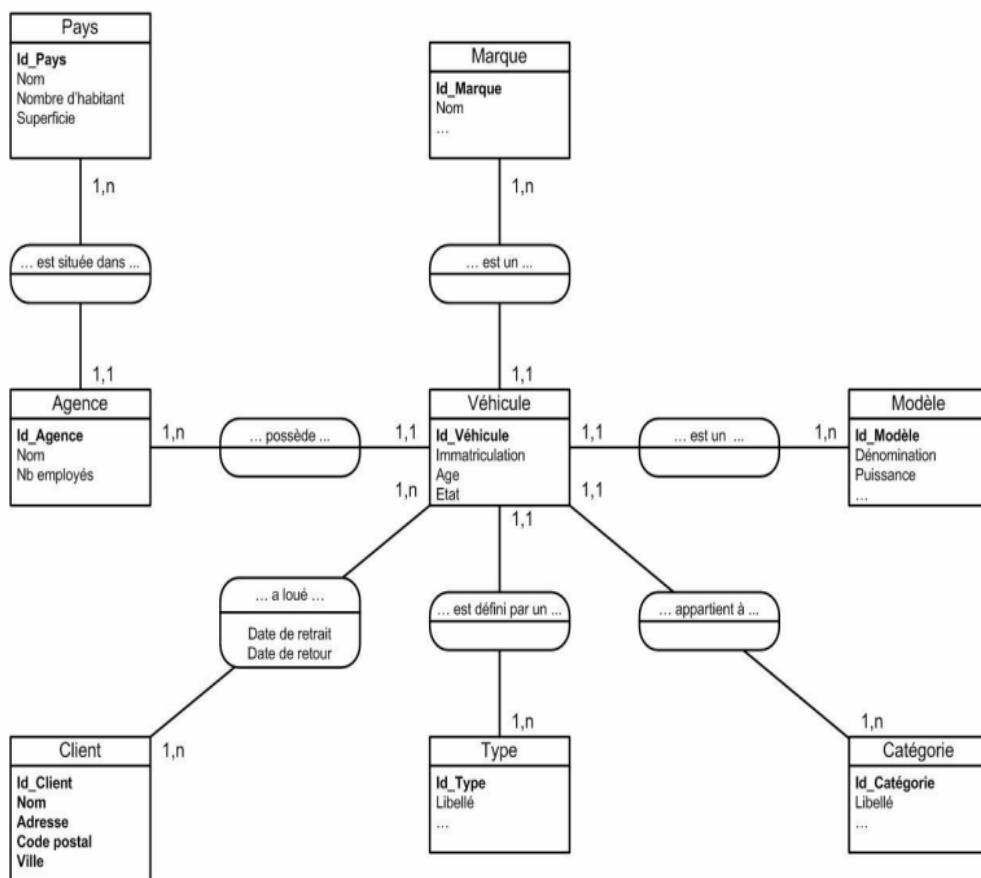 Pays
Id_Pays
Nom
Nombre d'habitant
Superficie
Marque
Id_Marque
Nom
...
1,n
1,n
... est située dans ...
... est un ...
1,1
1,1
Agence
Id_Agence
Nom
Nb employés
1,n
... possède ...
1,1
Véhicule
Id_Véhicule
Immatriculation
Age
Etat
1,1
... est un ...
1,n
Modèle
Id_Modèle
Dénomination
Puissance
...
1,n
1,1
1,1
... a loué ...
Date de retrait
Date de retour
... est défini par un ...
... appartient à ...
1,n
1,n
1,n
Client
Id_Client
Nom
Adresse
Code postal
Ville
Type
Id_Type
Libellé
...
Catégorie
Id_Catégorie
Libellé
...